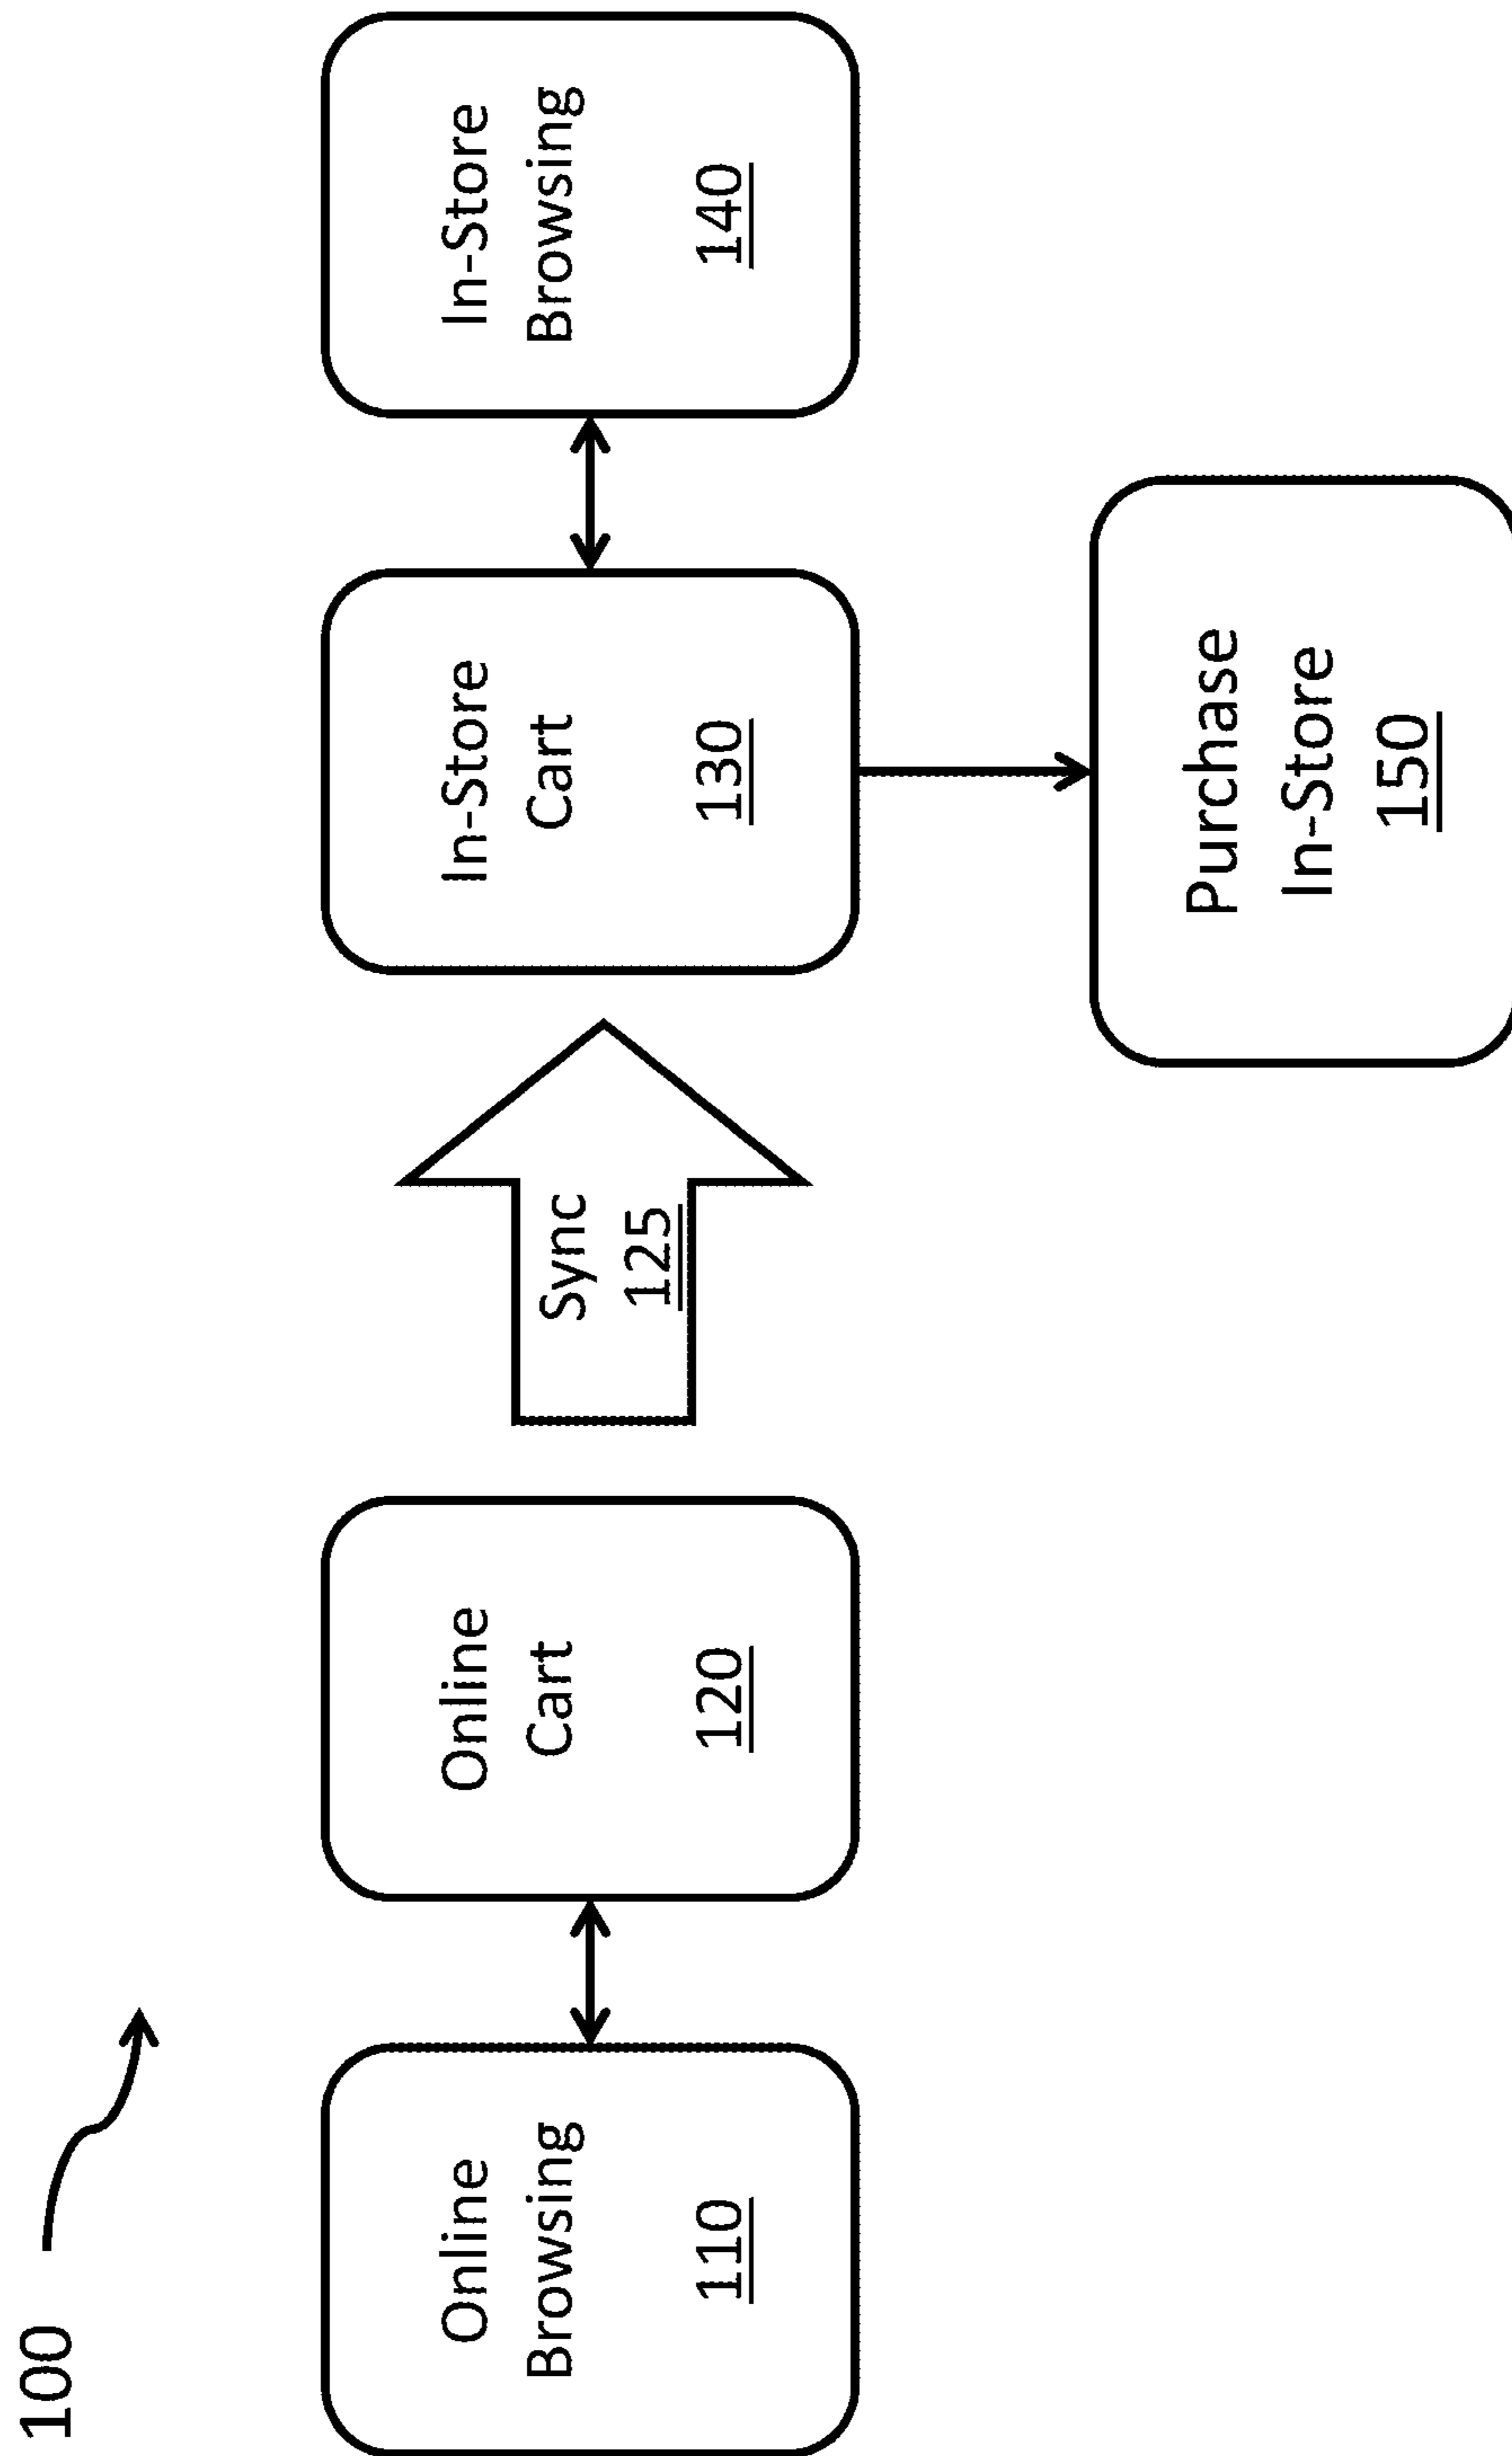 100
Online
Browsing
110
Online
Cart
120
Sync
125
In-Store
Cart
130
In-Store
Browsing
140
Purchase
In-Store
150